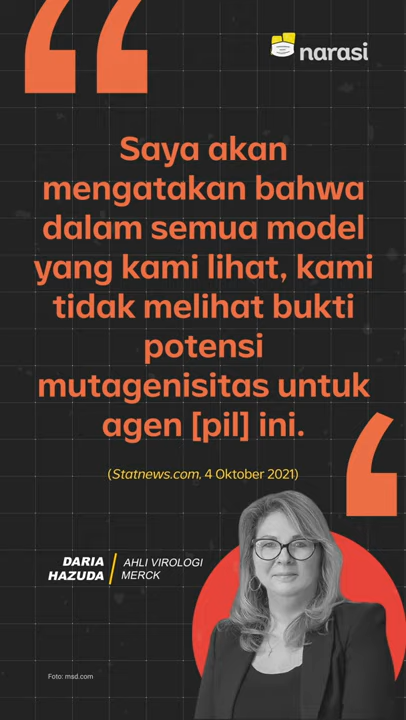 narasi
Saya akan
mengatakan bahwa
dalam semua model
yang kami lihat, kami
tidak melihat bukti
potensi
mutagenisitas untuk
agen [pil] ini.
(Statnews.com, 4 Oktober 2021)
DARIA
HAZUDA
AHLI VIROLOGI
MERCK
Foto: msd.com